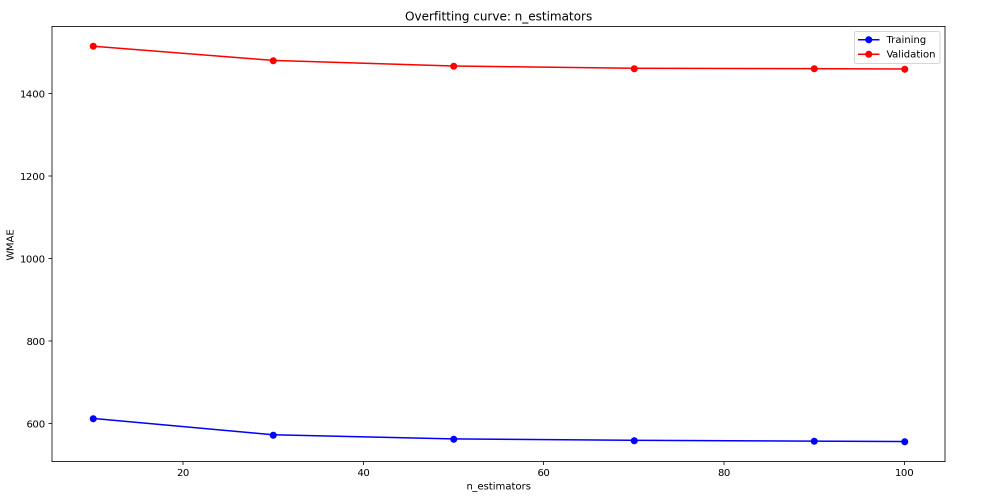 Overfitting curve: n_estimators
Training
Validation
WMAE
1400
1200
1000
800
600
20
40
60
80
100
n_estimators